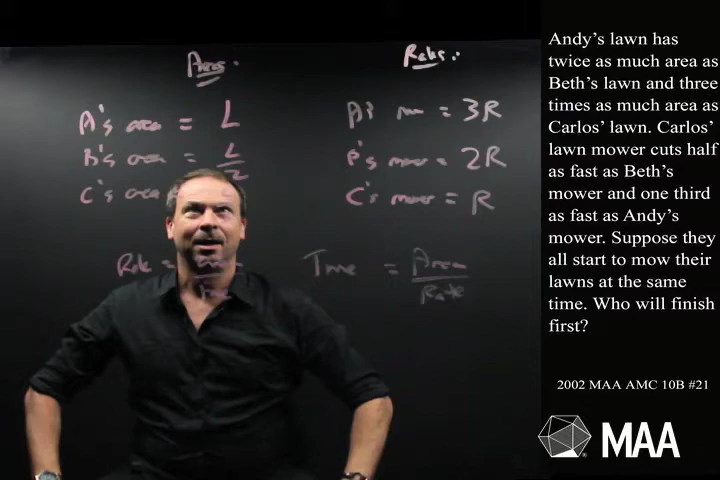 Area:
Rates:
A's area = L
A's mow = 3R
B's area = L/2
B's mower = 2R
C's area
C's mower = R
Rate =
Time = Area/Rate
Andy's lawn has
twice as much area as
Beth's lawn and three
times as much area as
Carlos' lawn. Carlos'
lawn mower cuts half
as fast as Beth's
mower and one third
as fast as Andy's
mower. Suppose they
all start to mow their
lawns at the same
time. Who will finish
first?
2002 MAA AMC 10B #21
MAA